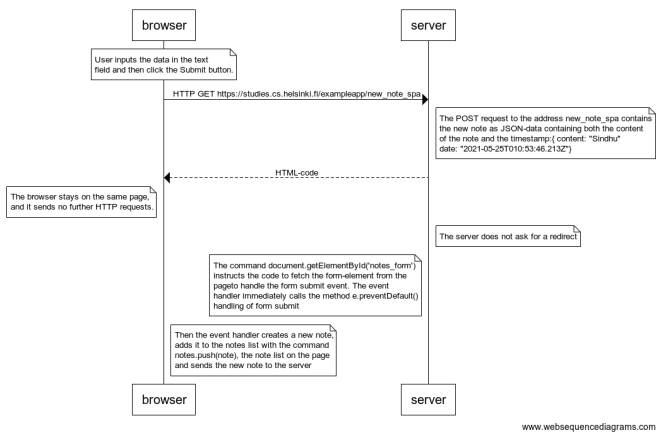 browser
server
User inputs the data in the text
field and then click the Submit button.
HTTP GET https://studies.cs.helsinki.fi/exampleapp/new_note_spa
The POST request to the address new_note_spa contains
the new note as JSON-data containing both the content
of the note and the timestamp:{ content: "Sindhu"
date: "2021-05-25T010:53:46.213Z"}
HTML-code
The browser stays on the same page,
and it sends no further HTTP requests.
The server does not ask for a redirect
The command document.getElementById('notes_form')
instructs the code to fetch the form-element from the
pageto handle the form submit event. The event
handler immediately calls the method e.preventDefault()
handling of form submit
Then the event handler creates a new note,
adds it to the notes list with the command
notes.push(note), the note list on the page
and sends the new note to the server
browser
server
www.websequencediagrams.com